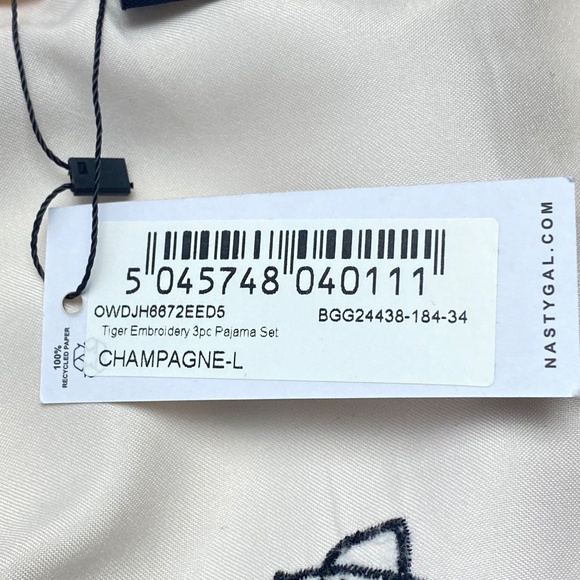 5 045748 040111
OWDJH6672EED5 BGG24438-184-34
Tiger Embroidery 3pc Pajama Set
CHAMPAGNE-L
100%
RECYCLED PAPER
NASTYGAL.COM